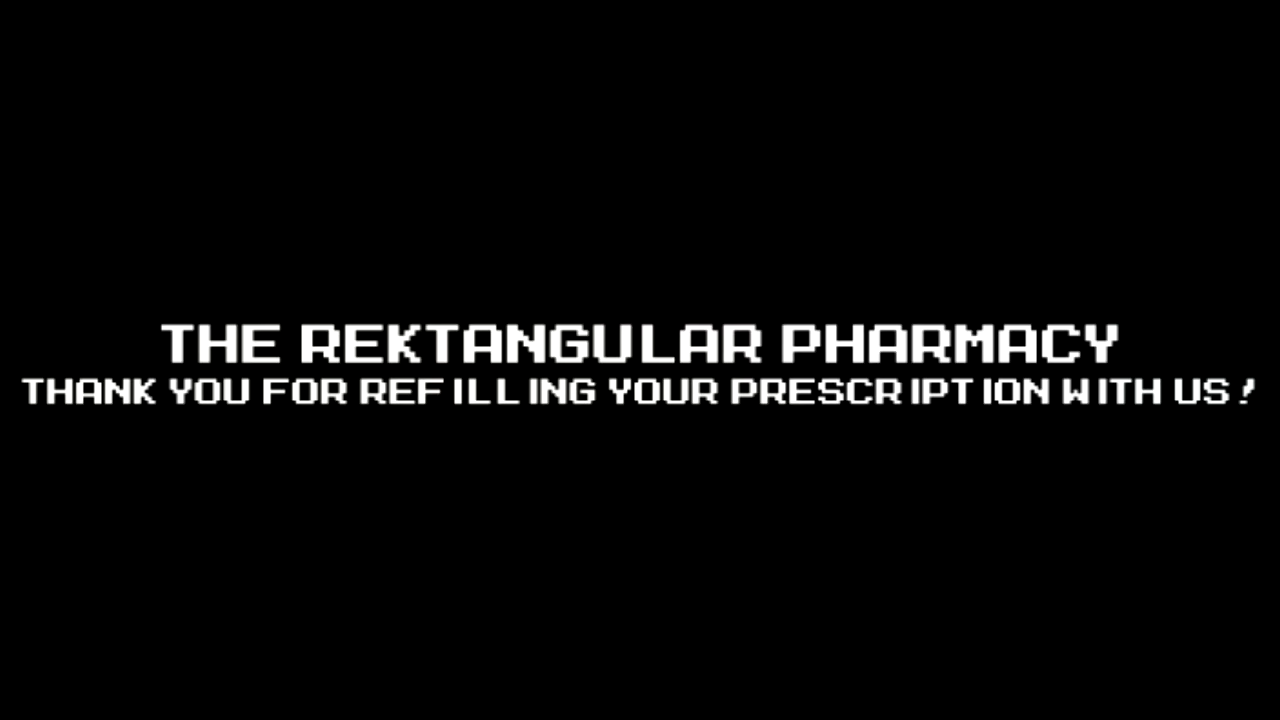 THE REKTANGULAR PHARMACY
THANK YOU FOR REFILLING YOUR PRESCRIPTION WITH US!